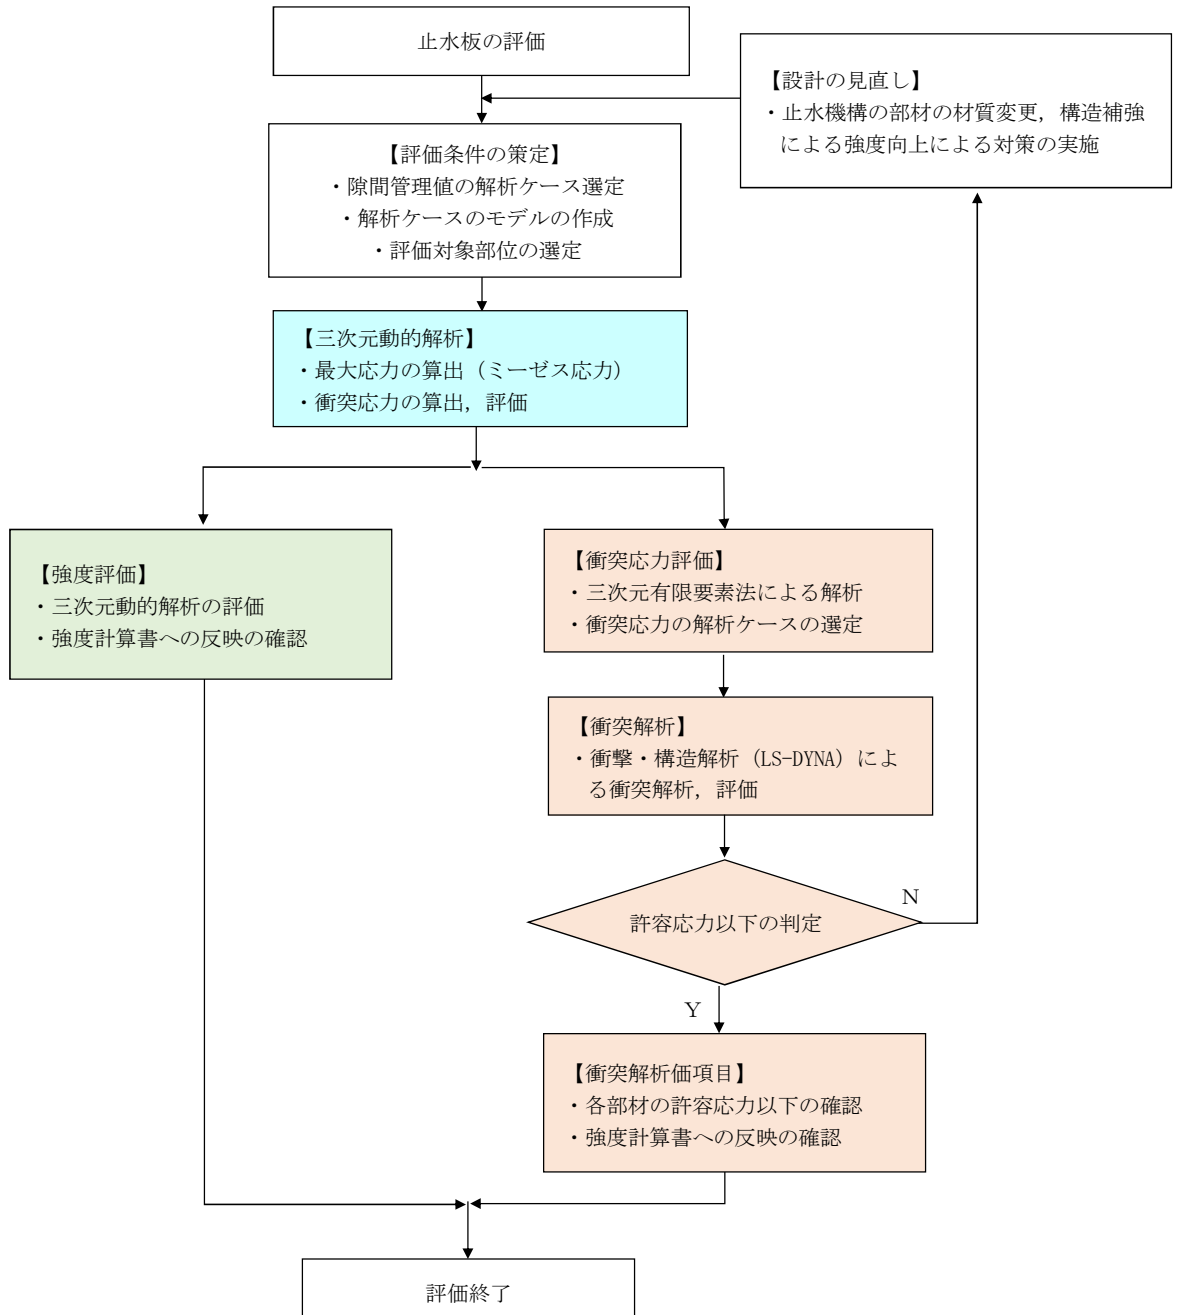 止水板の評価
【設計の見直し】
・止水機構の部材の材質変更，構造補強
による強度向上による対策の実施
【評価条件の策定】
・隙間管理値の解析ケース選定
・解析ケースのモデルの作成
・評価対象部位の選定
【三次元動的解析】
・最大応力の算出（ミーゼス応力）
・衝突応力の算出，評価
【強度評価】
・三次元動的解析の評価
・強度計算書への反映の確認
【衝突応力評価】
・三次元有限要素法による解析
・衝突応力の解析ケースの選定
【衝突解析】
・衝撃・構造解析（LS-DYNA）によ
る衝突解析，評価
許容応力以下の判定
N
Y
【衝突解析価項目】
・各部材の許容応力以下の確認
・強度計算書への反映の確認
評価終了